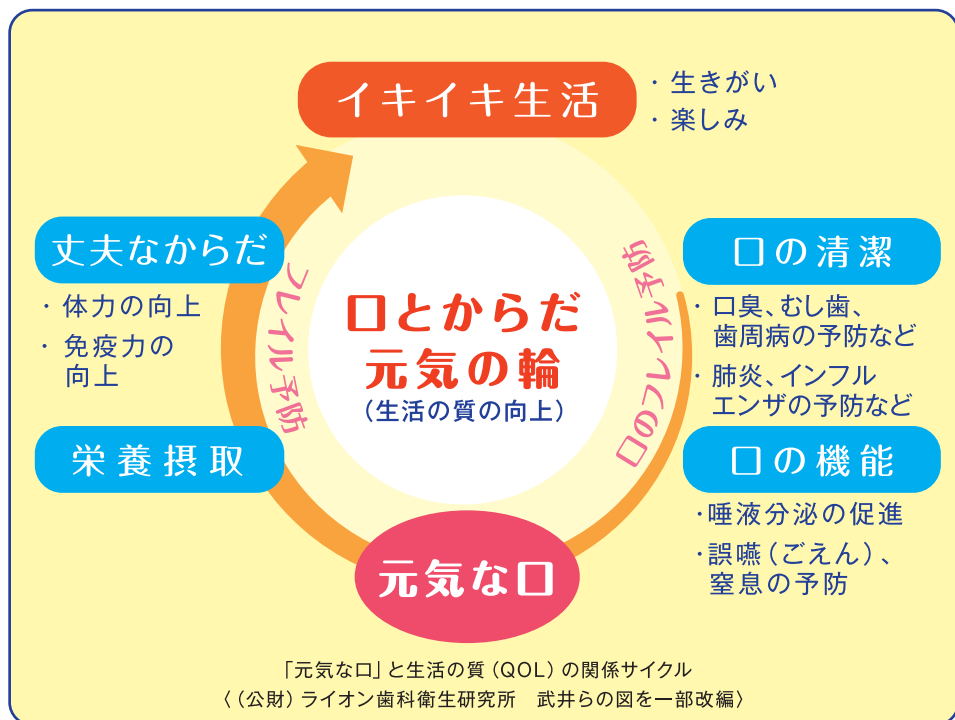 イキイキ生活
・生きがい
・楽しみ
丈夫なからだ
・体力の向上
・免疫力の
向上
栄養摂取
フレイル予防
口とからだ
元気の輪
（生活の質の向上）
口のフレイル予防
口の清潔
・口臭、むし歯、
歯周病の予防など
・肺炎、インフル
エンザの予防など
口の機能
・唾液分泌の促進
・誤嚥（ごえん）、
窒息の予防
元気な口
「元気な口」と生活の質（QOL）の関係サイクル
〈（公財）ライオン歯科衛生研究所　武井らの図を一部改編〉